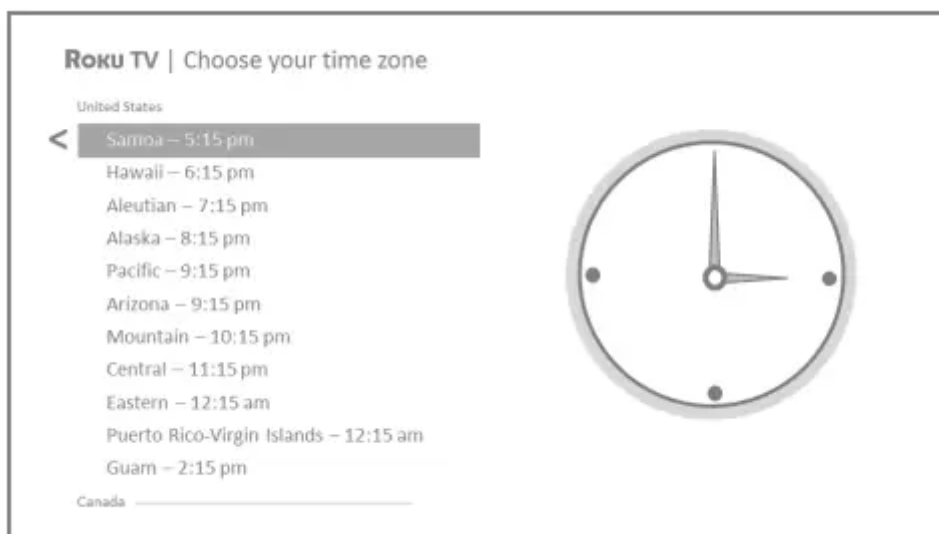 ROKU TV | Choose your time zone
United States
<
Samoa – 5:15 pm
Hawaii – 6:15 pm
Aleutian – 7:15 pm
Alaska – 8:15 pm
Pacific – 9:15 pm
Arizona – 9:15 pm
Mountain – 10:15 pm
Central – 11:15 pm
Eastern – 12:15 am
Puerto Rico-Virgin Islands – 12:15 am
Guam – 2:15 pm
Canada